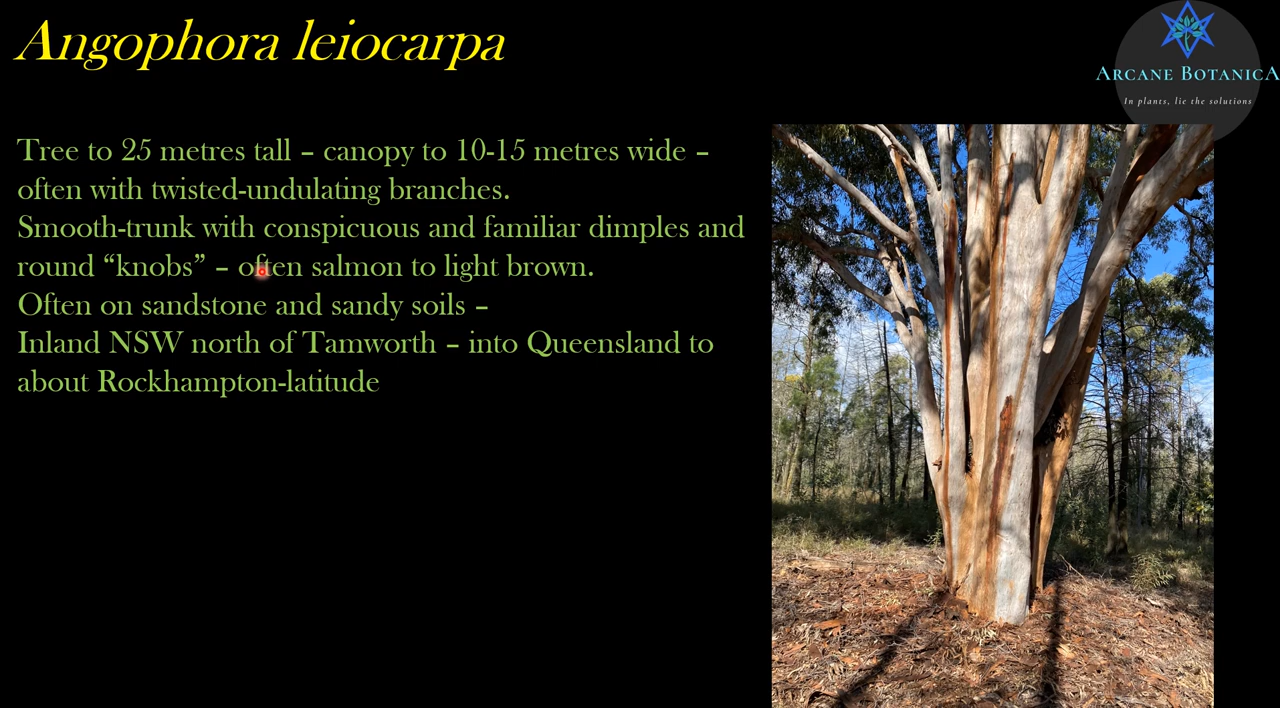 Angophora leiocarpa
ARCANE BOTANICA
In plants, lie the solutions
Tree to 25 metres tall – canopy to 10-15 metres wide –
often with twisted-undulating branches.
Smooth-trunk with conspicuous and familiar dimples and
round “knobs” – often salmon to light brown.
Often on sandstone and sandy soils –
Inland NSW north of Tamworth – into Queensland to
about Rockhampton-latitude